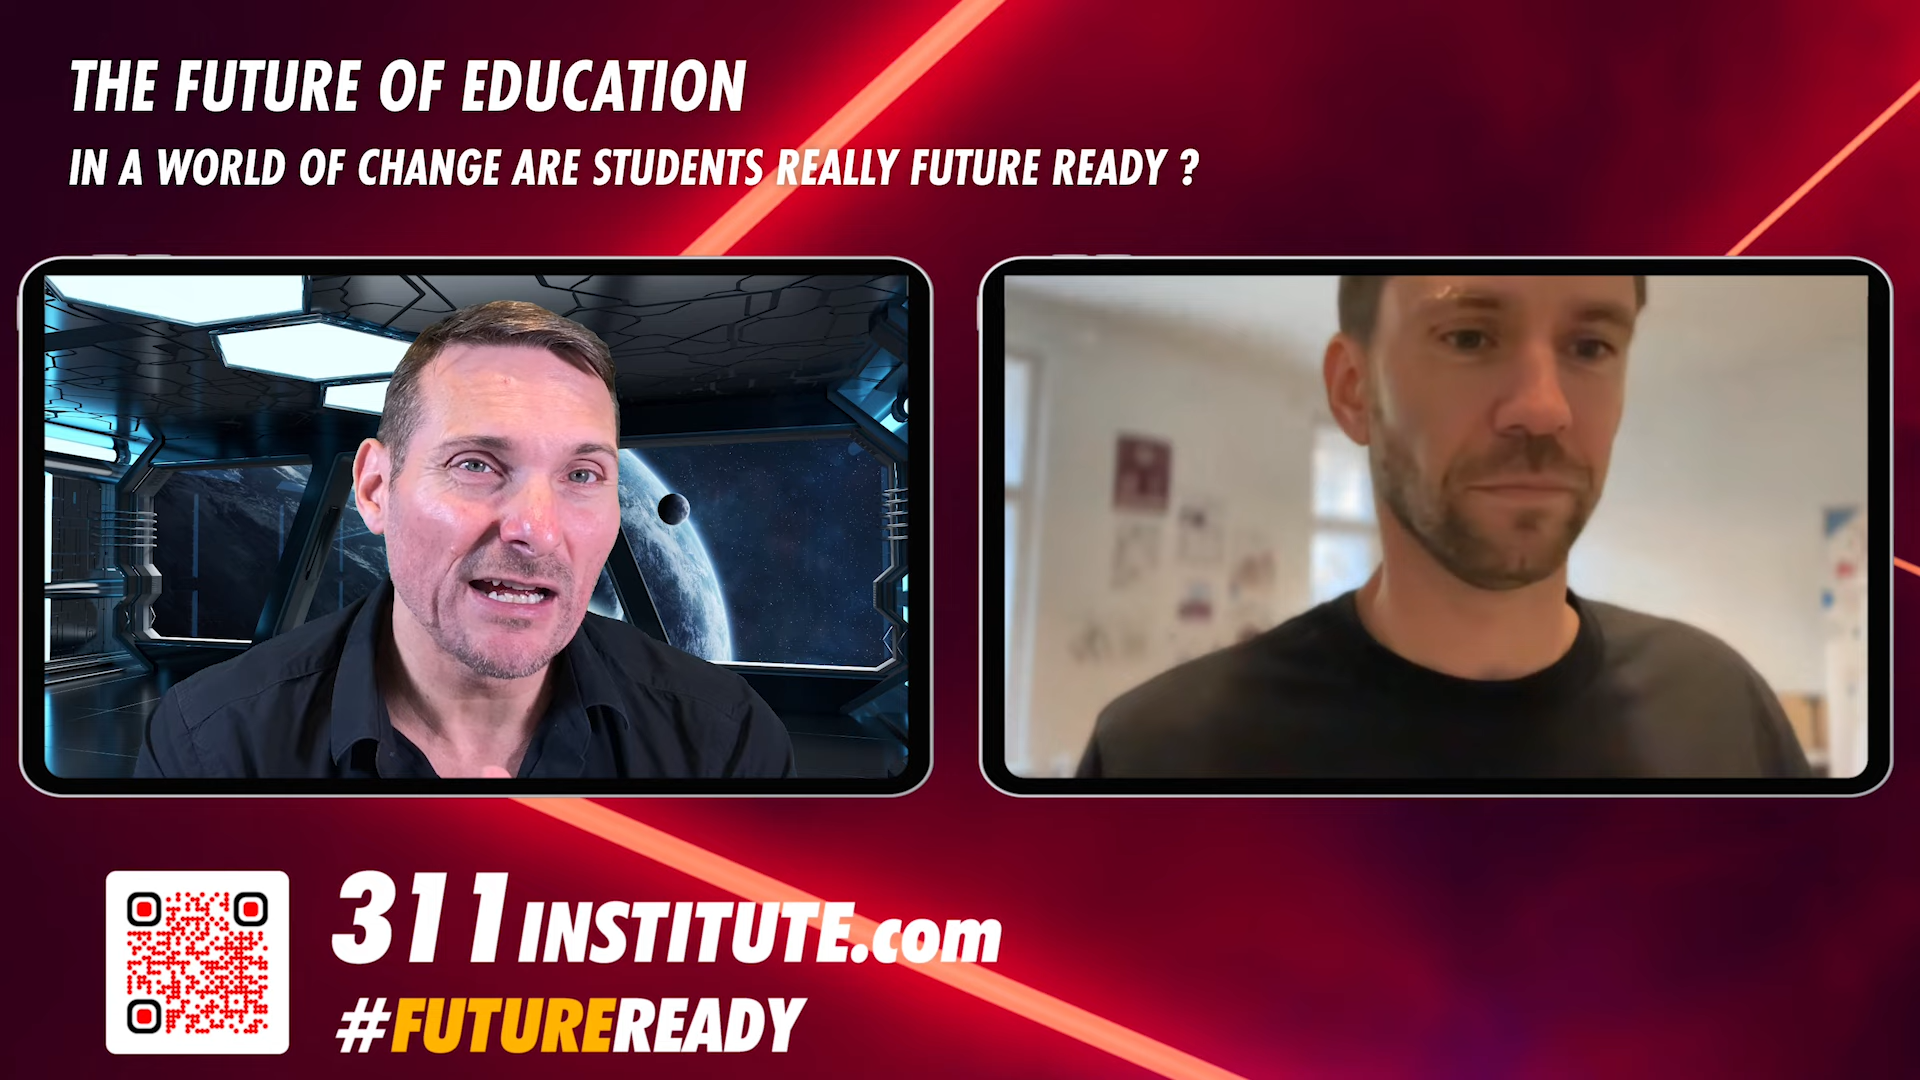 THE FUTURE OF EDUCATION
IN A WORLD OF CHANGE ARE STUDENTS REALLY FUTURE READY ?
311INSTITUTE.com
#FUTUREREADY